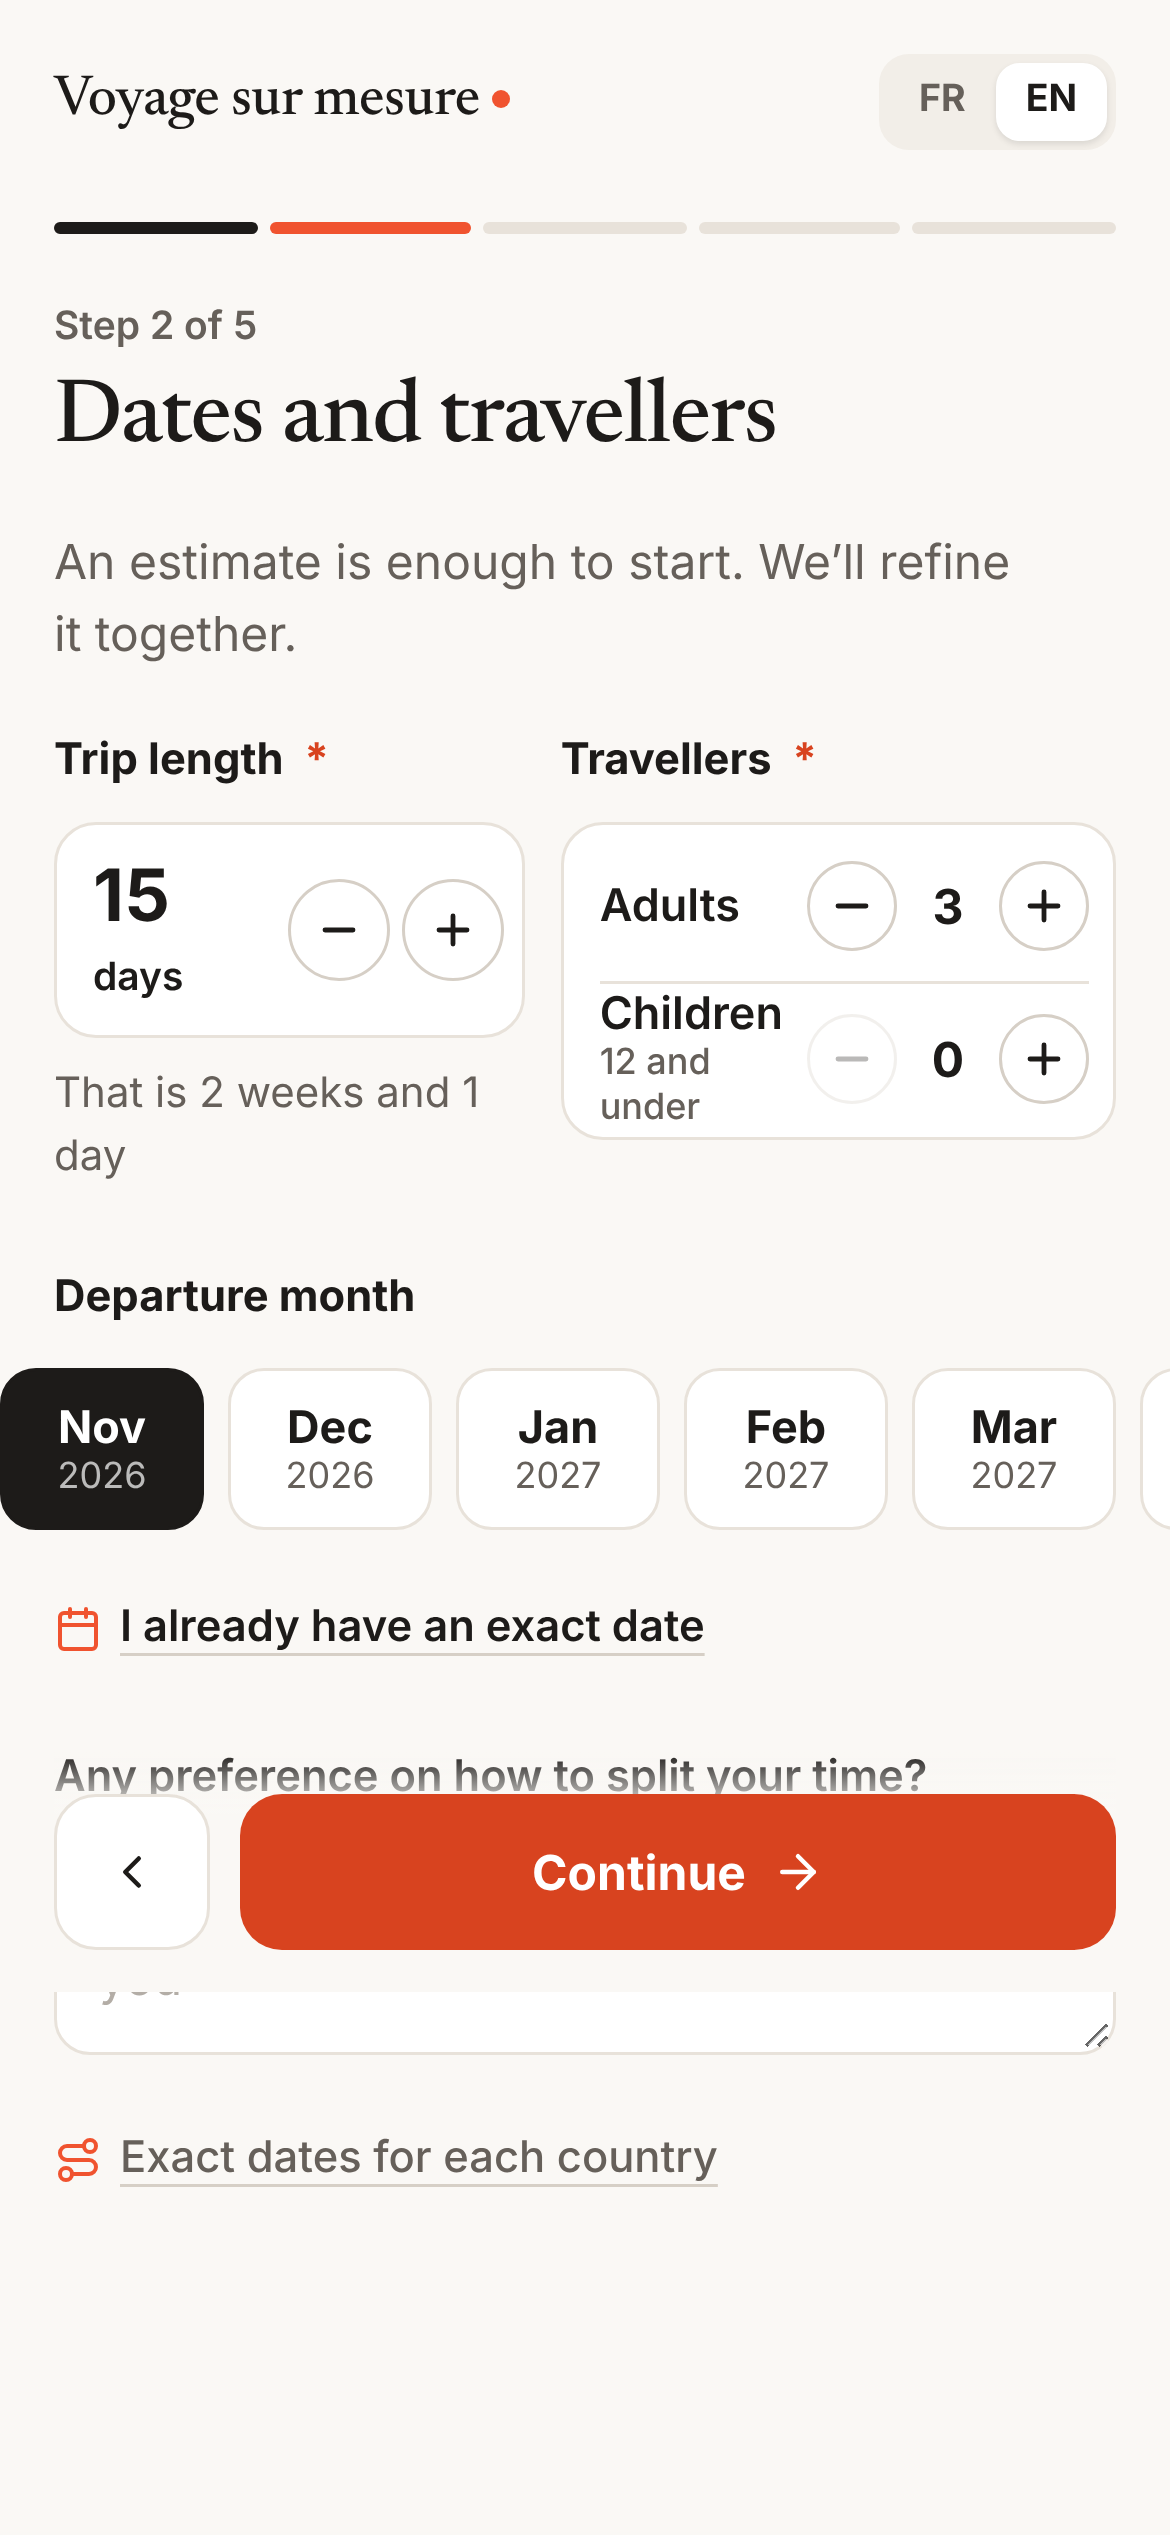 Voyage sur mesure
FR EN
Step 2 of 5
Dates and travellers
An estimate is enough to start. We’ll refine
it together.
Trip length *
15
days
That is 2 weeks and 1
day
Travellers *
Adults 3
Children 0
12 and
under
Departure month
Nov
2026
Dec
2026
Jan
2027
Feb
2027
Mar
2027
I already have an exact date
Any preference on how to split your time?
Continue
Exact dates for each country